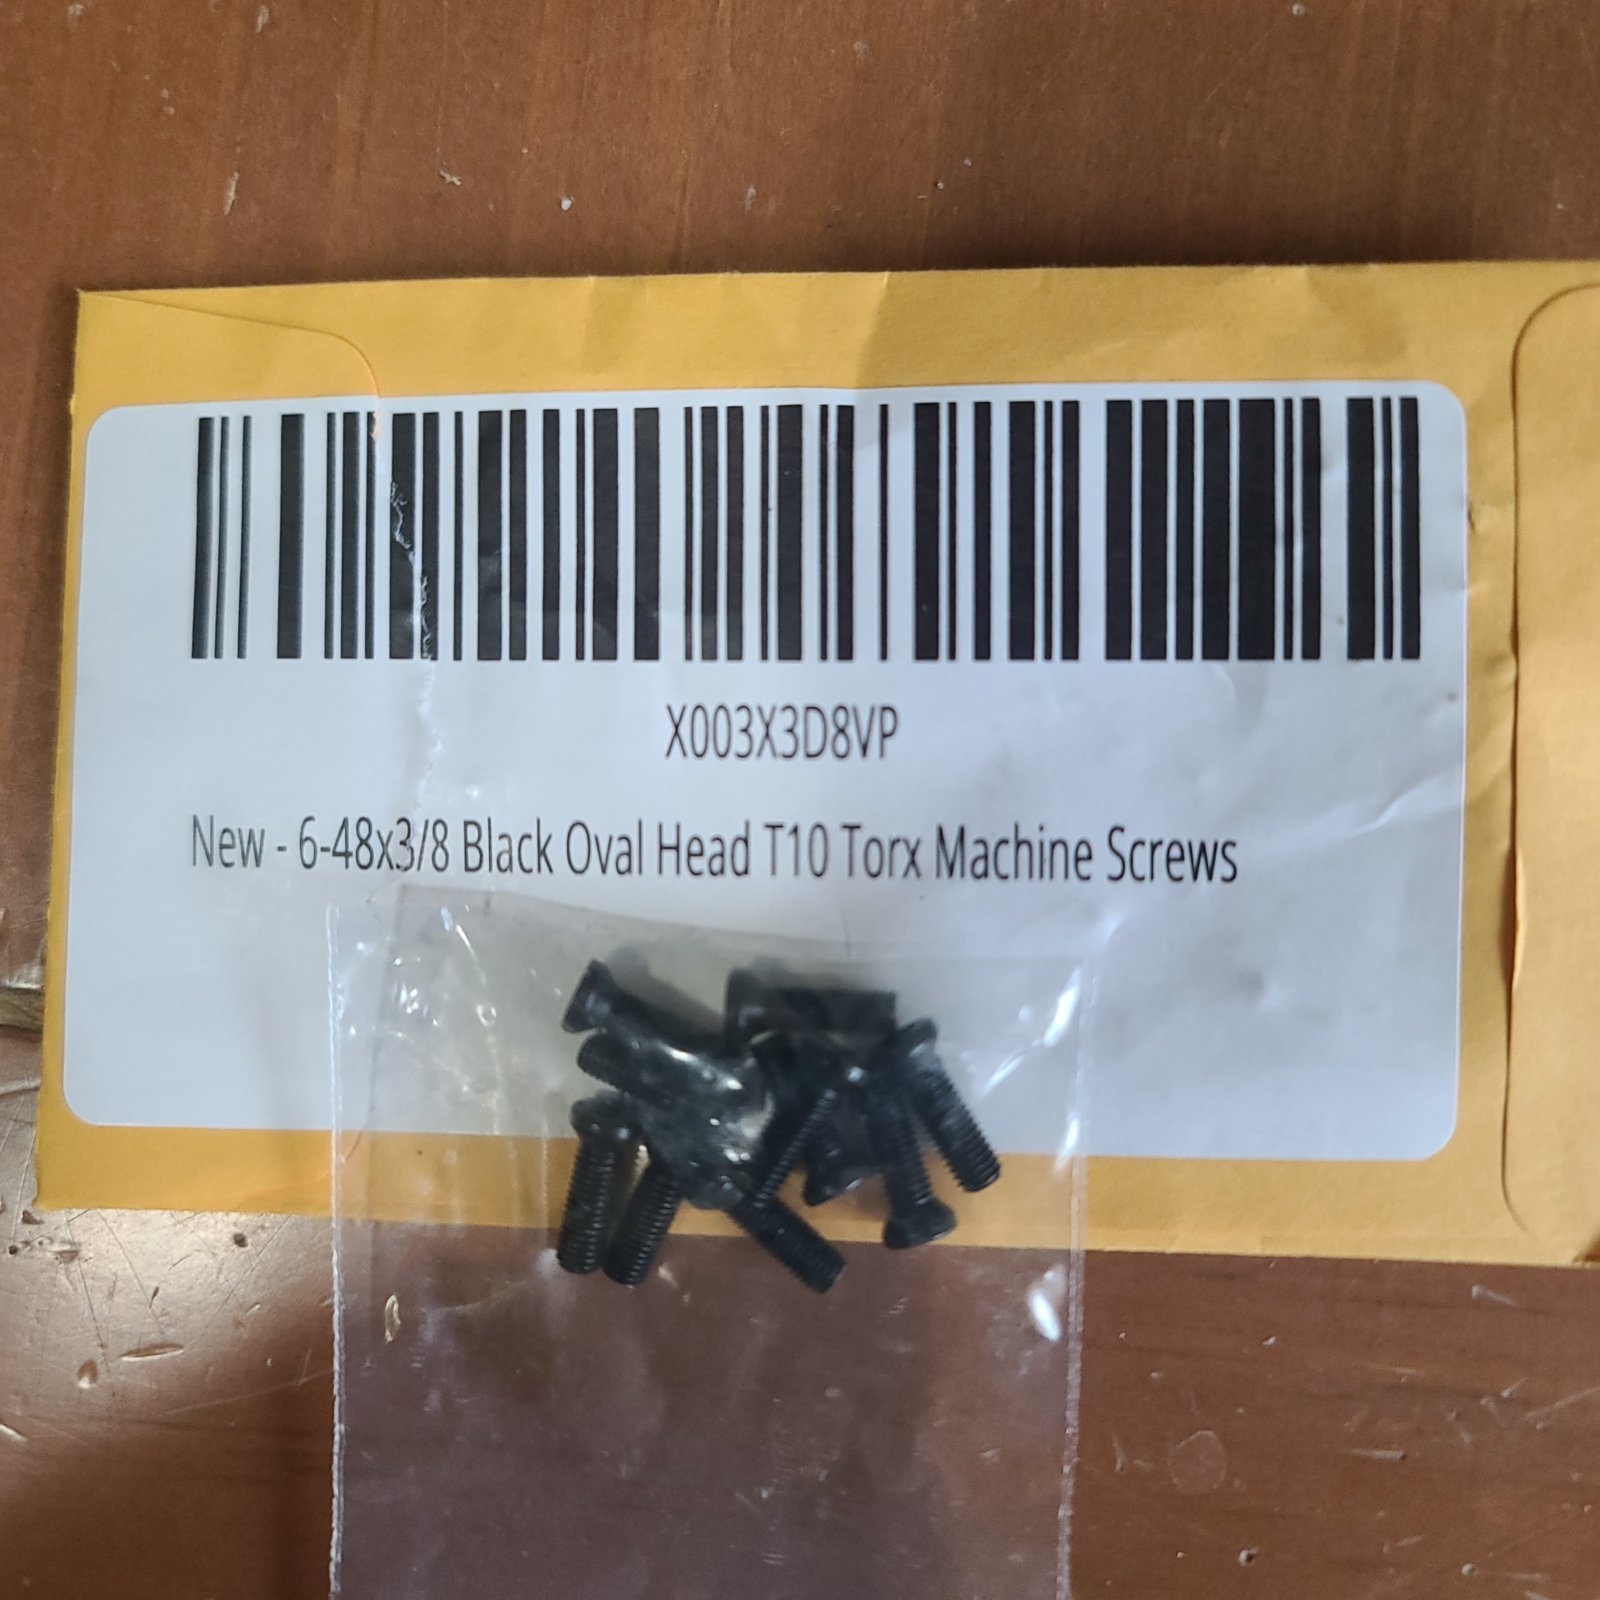 X003X3D8VP
New - 6-48x3/8 Black Oval Head T10 Torx Machine Screws